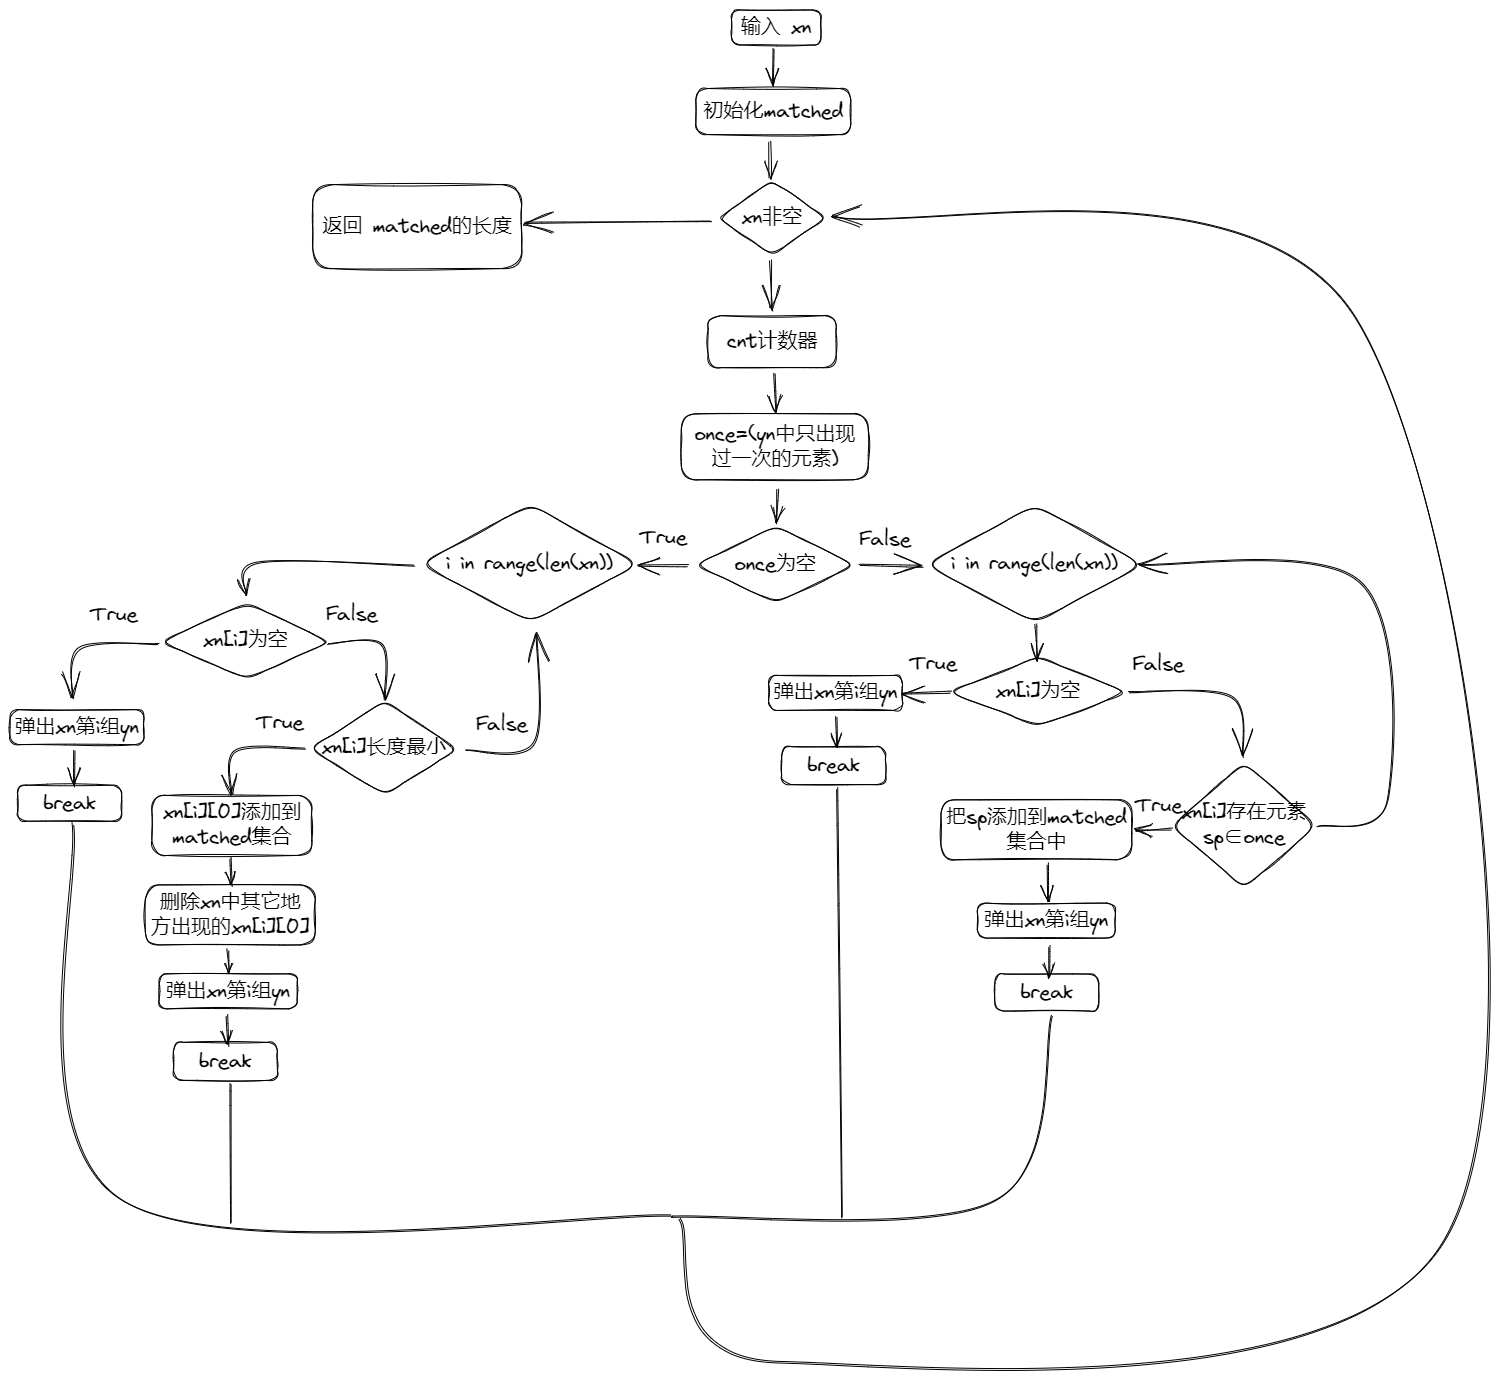 输入 xn
初始化matched
xn非空
返回 matched的长度
cnt计数器
once=(yn中只出现
过一次的元素)
once为空
True
False
i in range(len(xn))
i in range(len(xn))
xn[i]为空
True
False
弹出xn第i组yn
break
xn[i]长度最小
True
False
xn[i][0]添加到
matched集合
删除xn中其它地
方出现的xn[i][0]
弹出xn第i组yn
break
xn[i]为空
True
False
弹出xn第i组yn
break
xn[i]存在元素
sp∈once
True
把sp添加到matched
集合中
弹出xn第i组yn
break